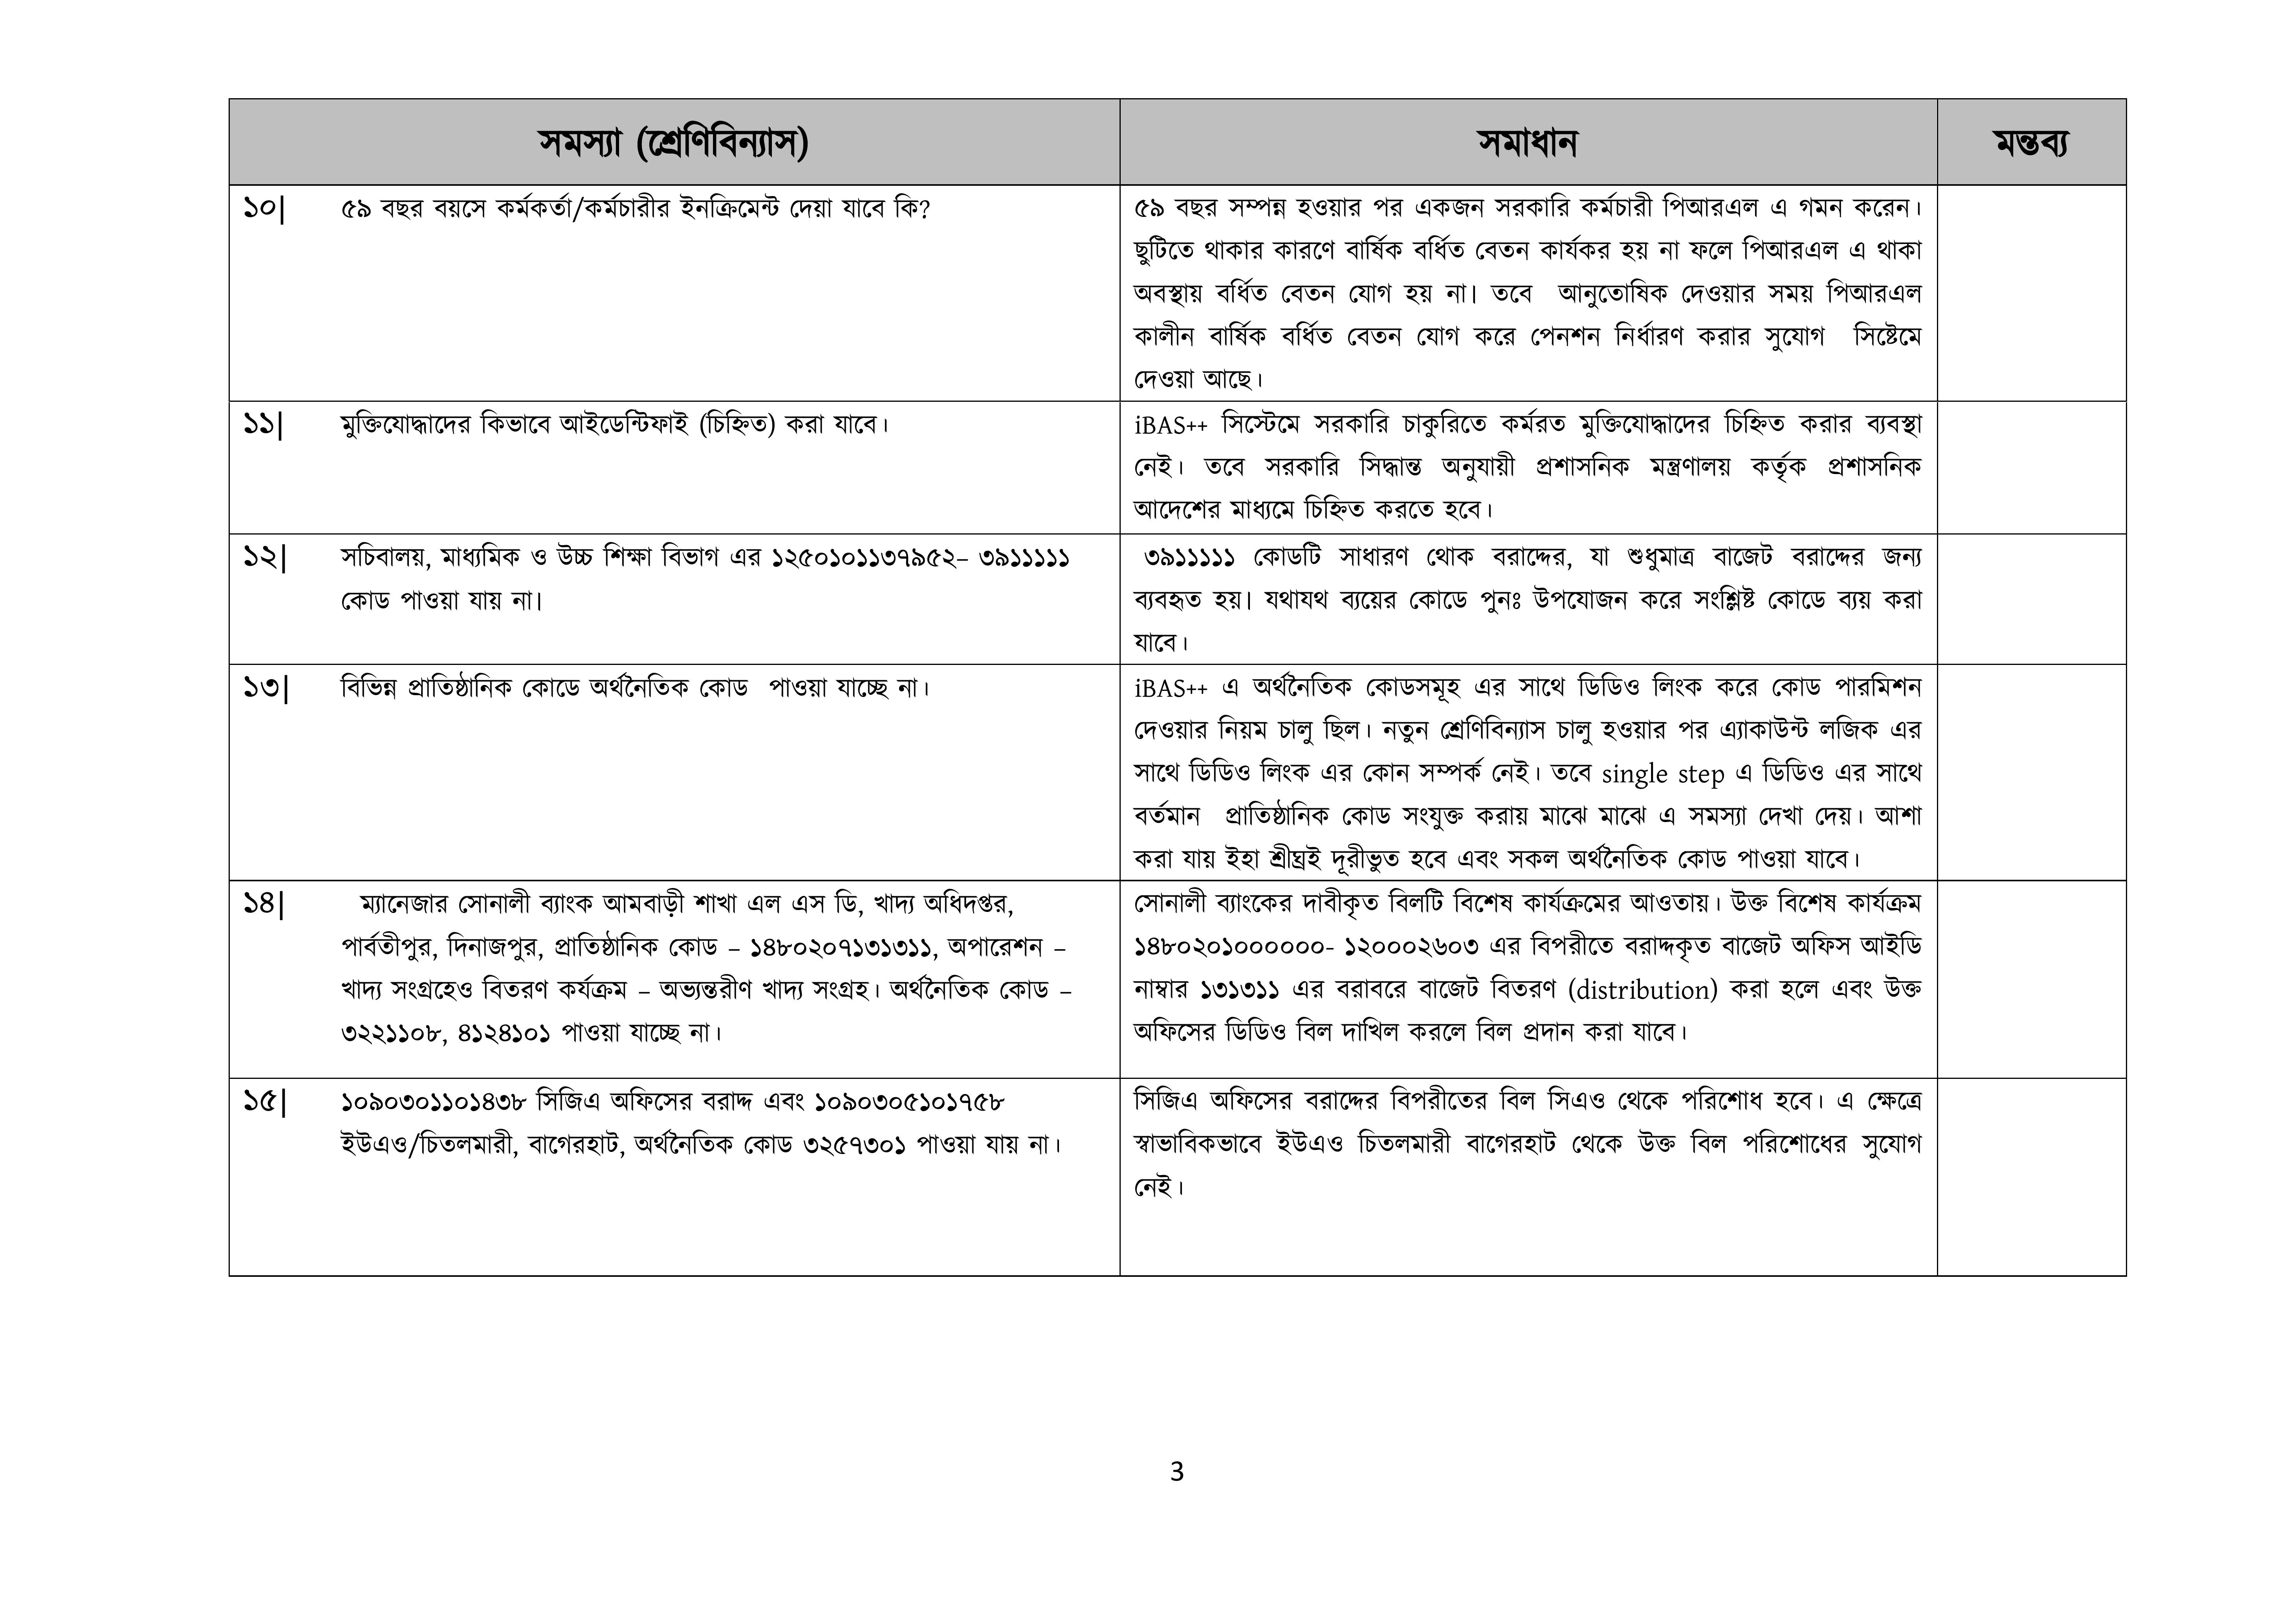 সমস্যা (শ্রেণিবিন্যাস)
সমাধান
মন্তব্য
১০| ৫৯ বছর বয়সে কর্মকর্তা/কর্মচারীর ইনক্রিমেন্ট দেয়া যাবে কি?
৫৯ বছর সম্পন্ন হওয়ার পর একজন সরকারি কর্মচারী পিআরএল এ গমন করেন।
ছুটিতে থাকার কারণে বার্ষিক বর্ধিত বেতন কার্যকর হয় না ফলে পিআরএল এ থাকা
অবস্থায় বর্ধিত বেতন যোগ হয় না। তবে আনুতোষিক দেওয়ার সময় পিআরএল
কালীন বার্ষিক বর্ধিত বেতন যোগ করে পেনশন নির্ধারণ করার সুযোগ সিষ্টেমে
দেওয়া আছে।
১১| মুক্তিযোদ্ধাদের কিভাবে আইডেন্টিফাই (চিহ্নিত) করা যাবে।
iBAS++ সিস্টেমে সরকারি চাকুরিতে কর্মরত মুক্তিযোদ্ধাদের চিহ্নিত করার ব্যবস্থা
নেই। তবে সরকারি সিদ্ধান্ত অনুযায়ী প্রশাসনিক মন্ত্রণালয় কর্তৃক প্রশাসনিক
আদেশের মাধ্যমে চিহ্নিত করতে হবে।
১২| সচিবালয়, মাধ্যমিক ও উচ্চ শিক্ষা বিভাগ এর ১২৫০১০১১৩৭৯৫২– ৩৯১১১১১
কোড পাওয়া যায় না।
৩৯১১১১১ কোডটি সাধারণ থোক বরাদ্দের, যা শুধুমাত্র বাজেট বরাদ্দের জন্য
ব্যবহৃত হয়। যথাযথ ব্যয়ের কোডে পুনঃ উপযোজন করে সংশ্লিষ্ট কোডে ব্যয় করা
যাবে।
১৩| বিভিন্ন প্রাতিষ্ঠানিক কোডে অর্থনৈতিক কোড পাওয়া যাচ্ছে না।
iBAS++ এ অর্থনৈতিক কোডসমূহ এর সাথে ডিডিও লিংক করে কোড পারমিশন
দেওয়ার নিয়ম চালু ছিল। নতুন শ্রেণিবিন্যাস চালু হওয়ার পর এ্যাকাউন্ট লজিক এর
সাথে ডিডিও লিংক এর কোন সম্পর্ক নেই। তবে single step এ ডিডিও এর সাথে
বর্তমান প্রাতিষ্ঠানিক কোড সংযুক্ত করায় মাঝে মাঝে এ সমস্যা দেখা দেয়। আশা
করা যায় ইহা শ্রীঘ্রই দূরীভুত হবে এবং সকল অর্থনৈতিক কোড পাওয়া যাবে।
১৪| ম্যানেজার সোনালী ব্যাংক আমবাড়ী শাখা এল এস ডি, খাদ্য অধিদপ্তর,
পার্বতীপুর, দিনাজপুর, প্রাতিষ্ঠানিক কোড – ১৪৮০২০৭১৩১৩১১, অপারেশন –
খাদ্য সংগ্রহেও বিতরণ কর্যক্রম – অভ্যন্তরীণ খাদ্য সংগ্রহ। অর্থনৈতিক কোড –
৩২২১১০৮, ৪১২৪১০১ পাওয়া যাচ্ছে না।
সোনালী ব্যাংকের দাবীকৃত বিলটি বিশেষ কার্যক্রমের আওতায়। উক্ত বিশেষ কার্যক্রম
১৪৮০২০১০০০০০০- ১২০০০২৬০৩ এর বিপরীতে বরাদ্দকৃত বাজেট অফিস আইডি
নাম্বার ১৩১৩১১ এর বরাবরে বাজেট বিতরণ (distribution) করা হলে এবং উক্ত
অফিসের ডিডিও বিল দাখিল করলে বিল প্রদান করা যাবে।
১৫| ১০৯০৩০১১০১৪৩৮ সিজিএ অফিসের বরাদ্দ এবং ১০৯০৩০৫১০১৭৫৮
ইউএও/চিতলমারী, বাগেরহাট, অর্থনৈতিক কোড ৩২৫৭৩০১ পাওয়া যায় না।
সিজিএ অফিসের বরাদ্দের বিপরীতের বিল সিএও থেকে পরিশোধ হবে। এ ক্ষেত্রে
স্বাভাবিকভাবে ইউএও চিতলমারী বাগেরহাট থেকে উক্ত বিল পরিশোধের সুযোগ
নেই।
3